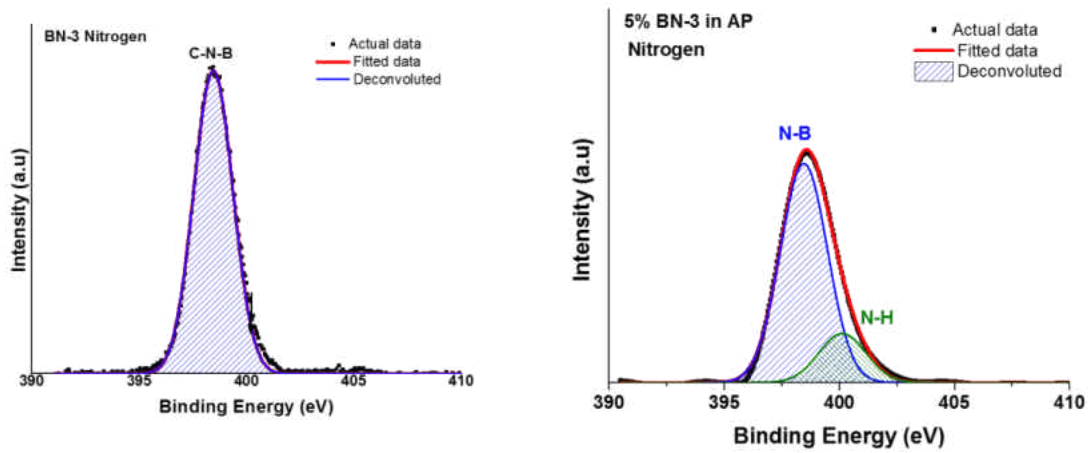 BN-3 Nitrogen
C-N-B
Actual data
Fitted data
Deconvoluted
Intensity (a.u)
390 395 400 405 410
Binding Energy (eV)
5% BN-3 in AP
Nitrogen
Actual data
Fitted data
Deconvoluted
N-B
N-H
Intensity (a.u)
390 395 400 405 410
Binding Energy (eV)